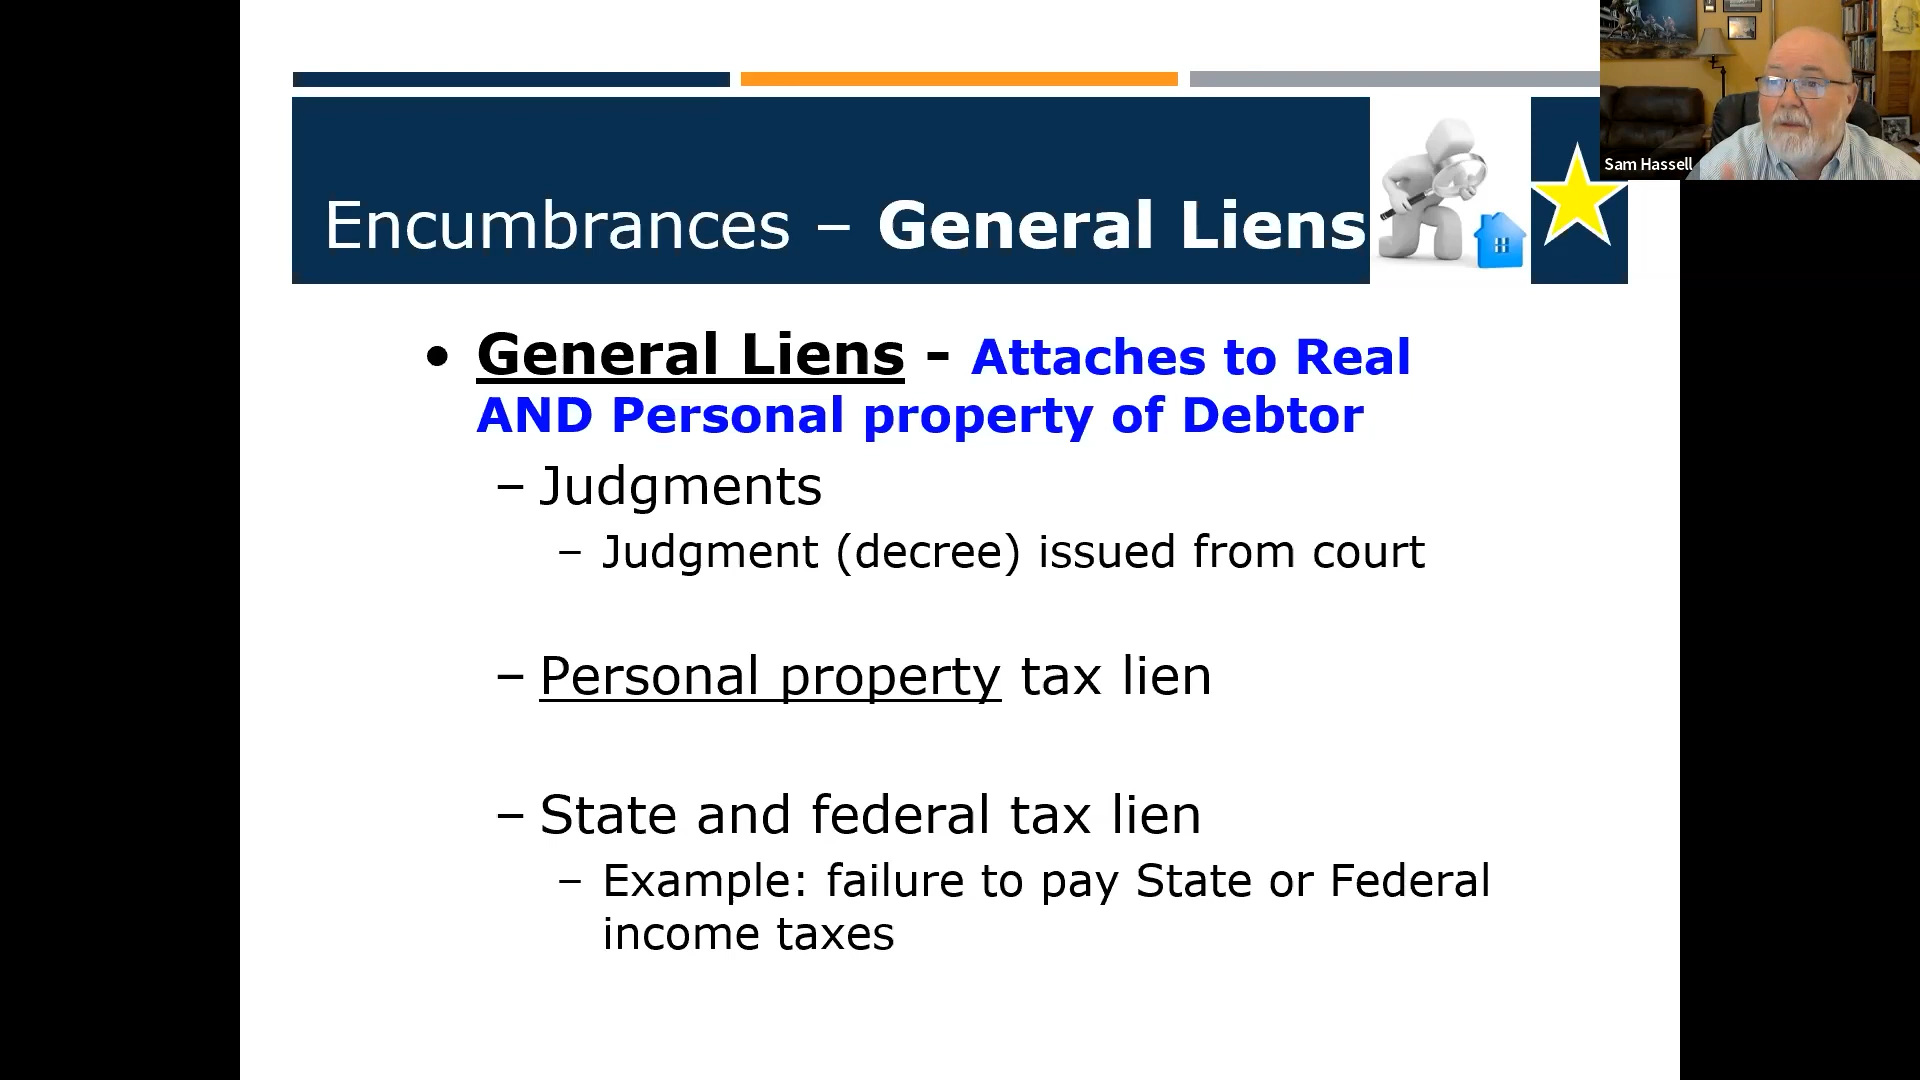 Sam Hassell
Encumbrances – General Liens
• General Liens - Attaches to Real
AND Personal property of Debtor
– Judgments
– Judgment (decree) issued from court
– Personal property tax lien
– State and federal tax lien
– Example: failure to pay State or Federal
income taxes